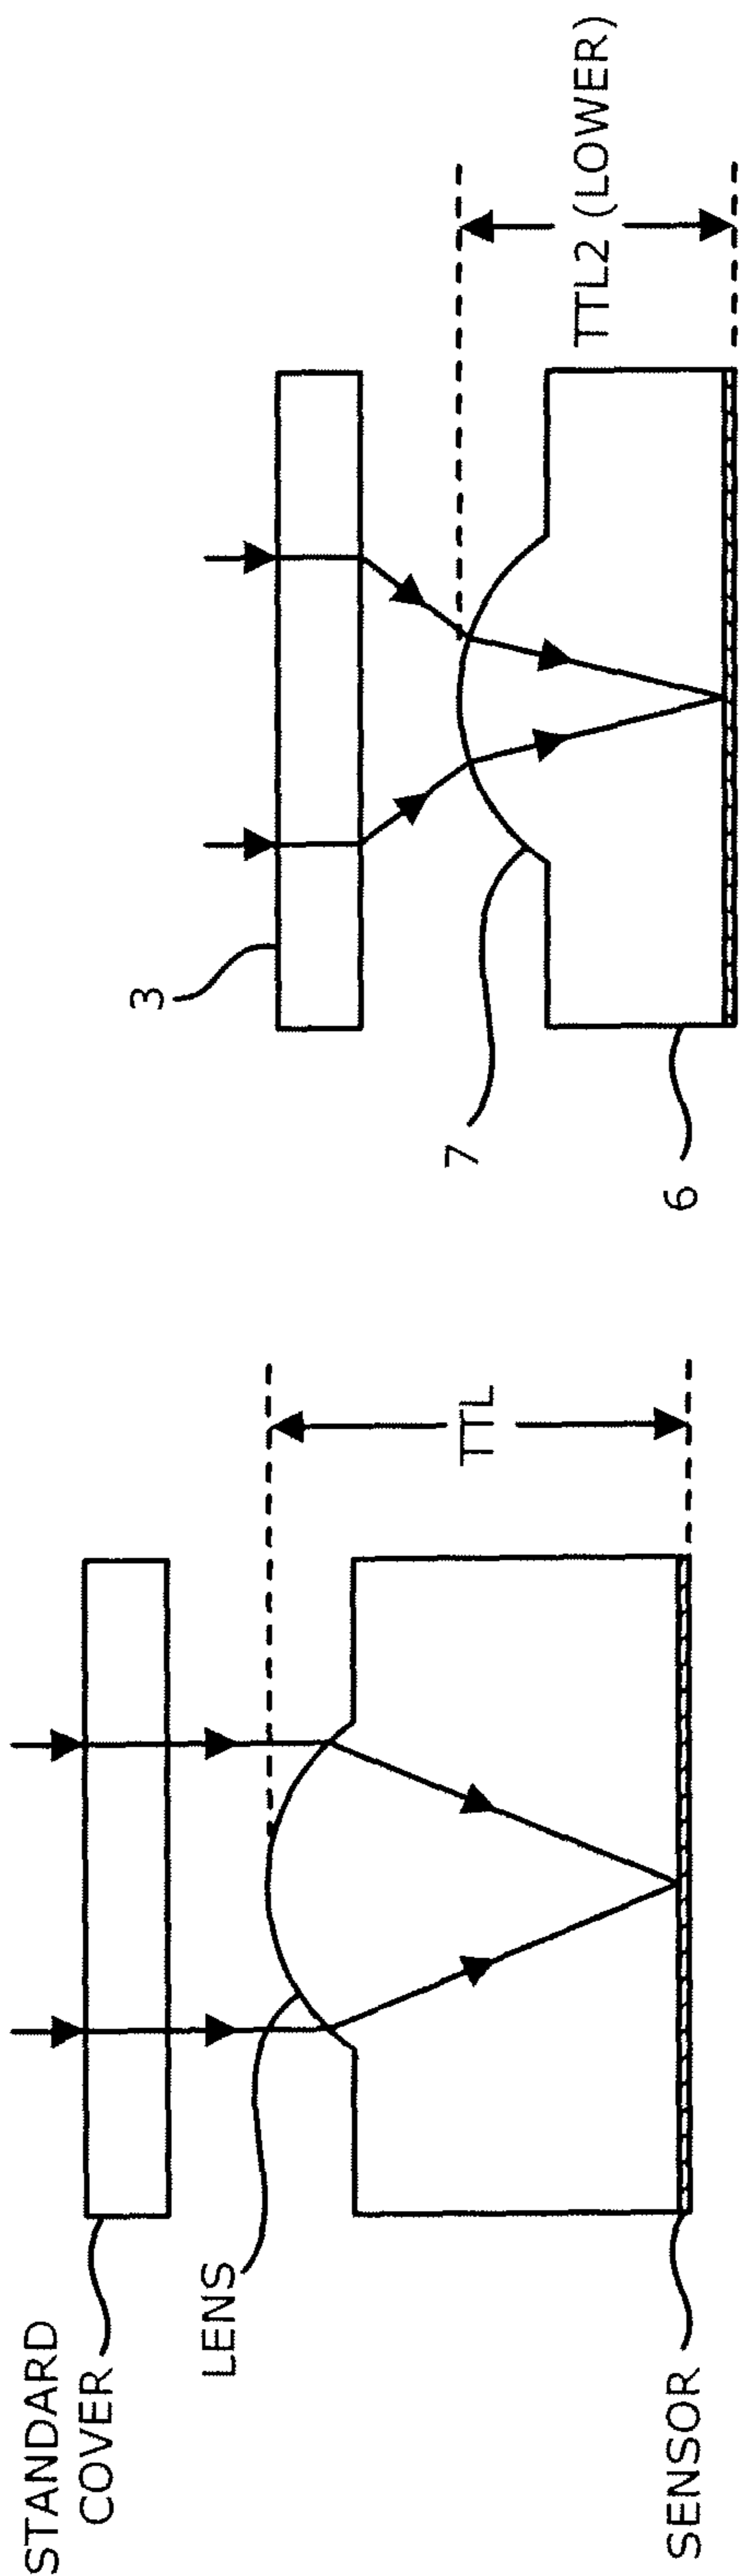 STANDARD
COVER
LENS
SENSOR
TTL
3
7
6
TTL2 (LOWER)